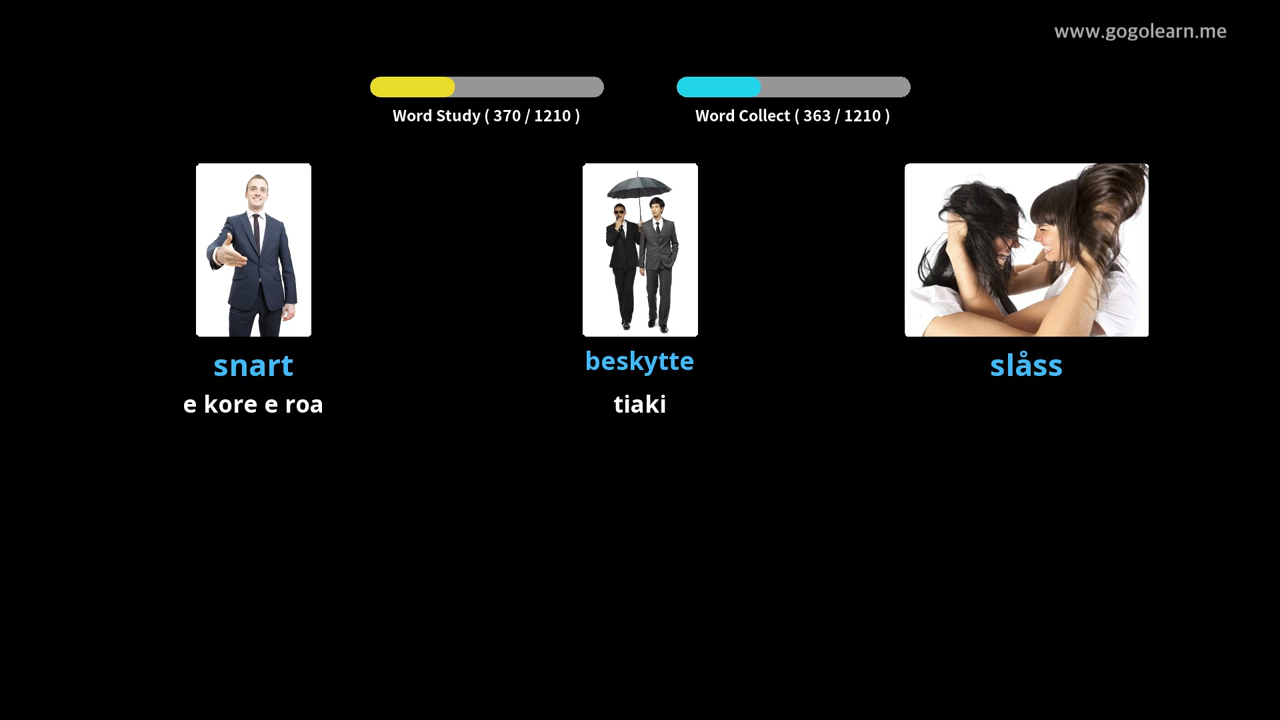 www.gogolearn.me
Word Study ( 370 / 1210 )
Word Collect ( 363 / 1210 )
snart
beskytte
slåss
e kore e roa
tiaki